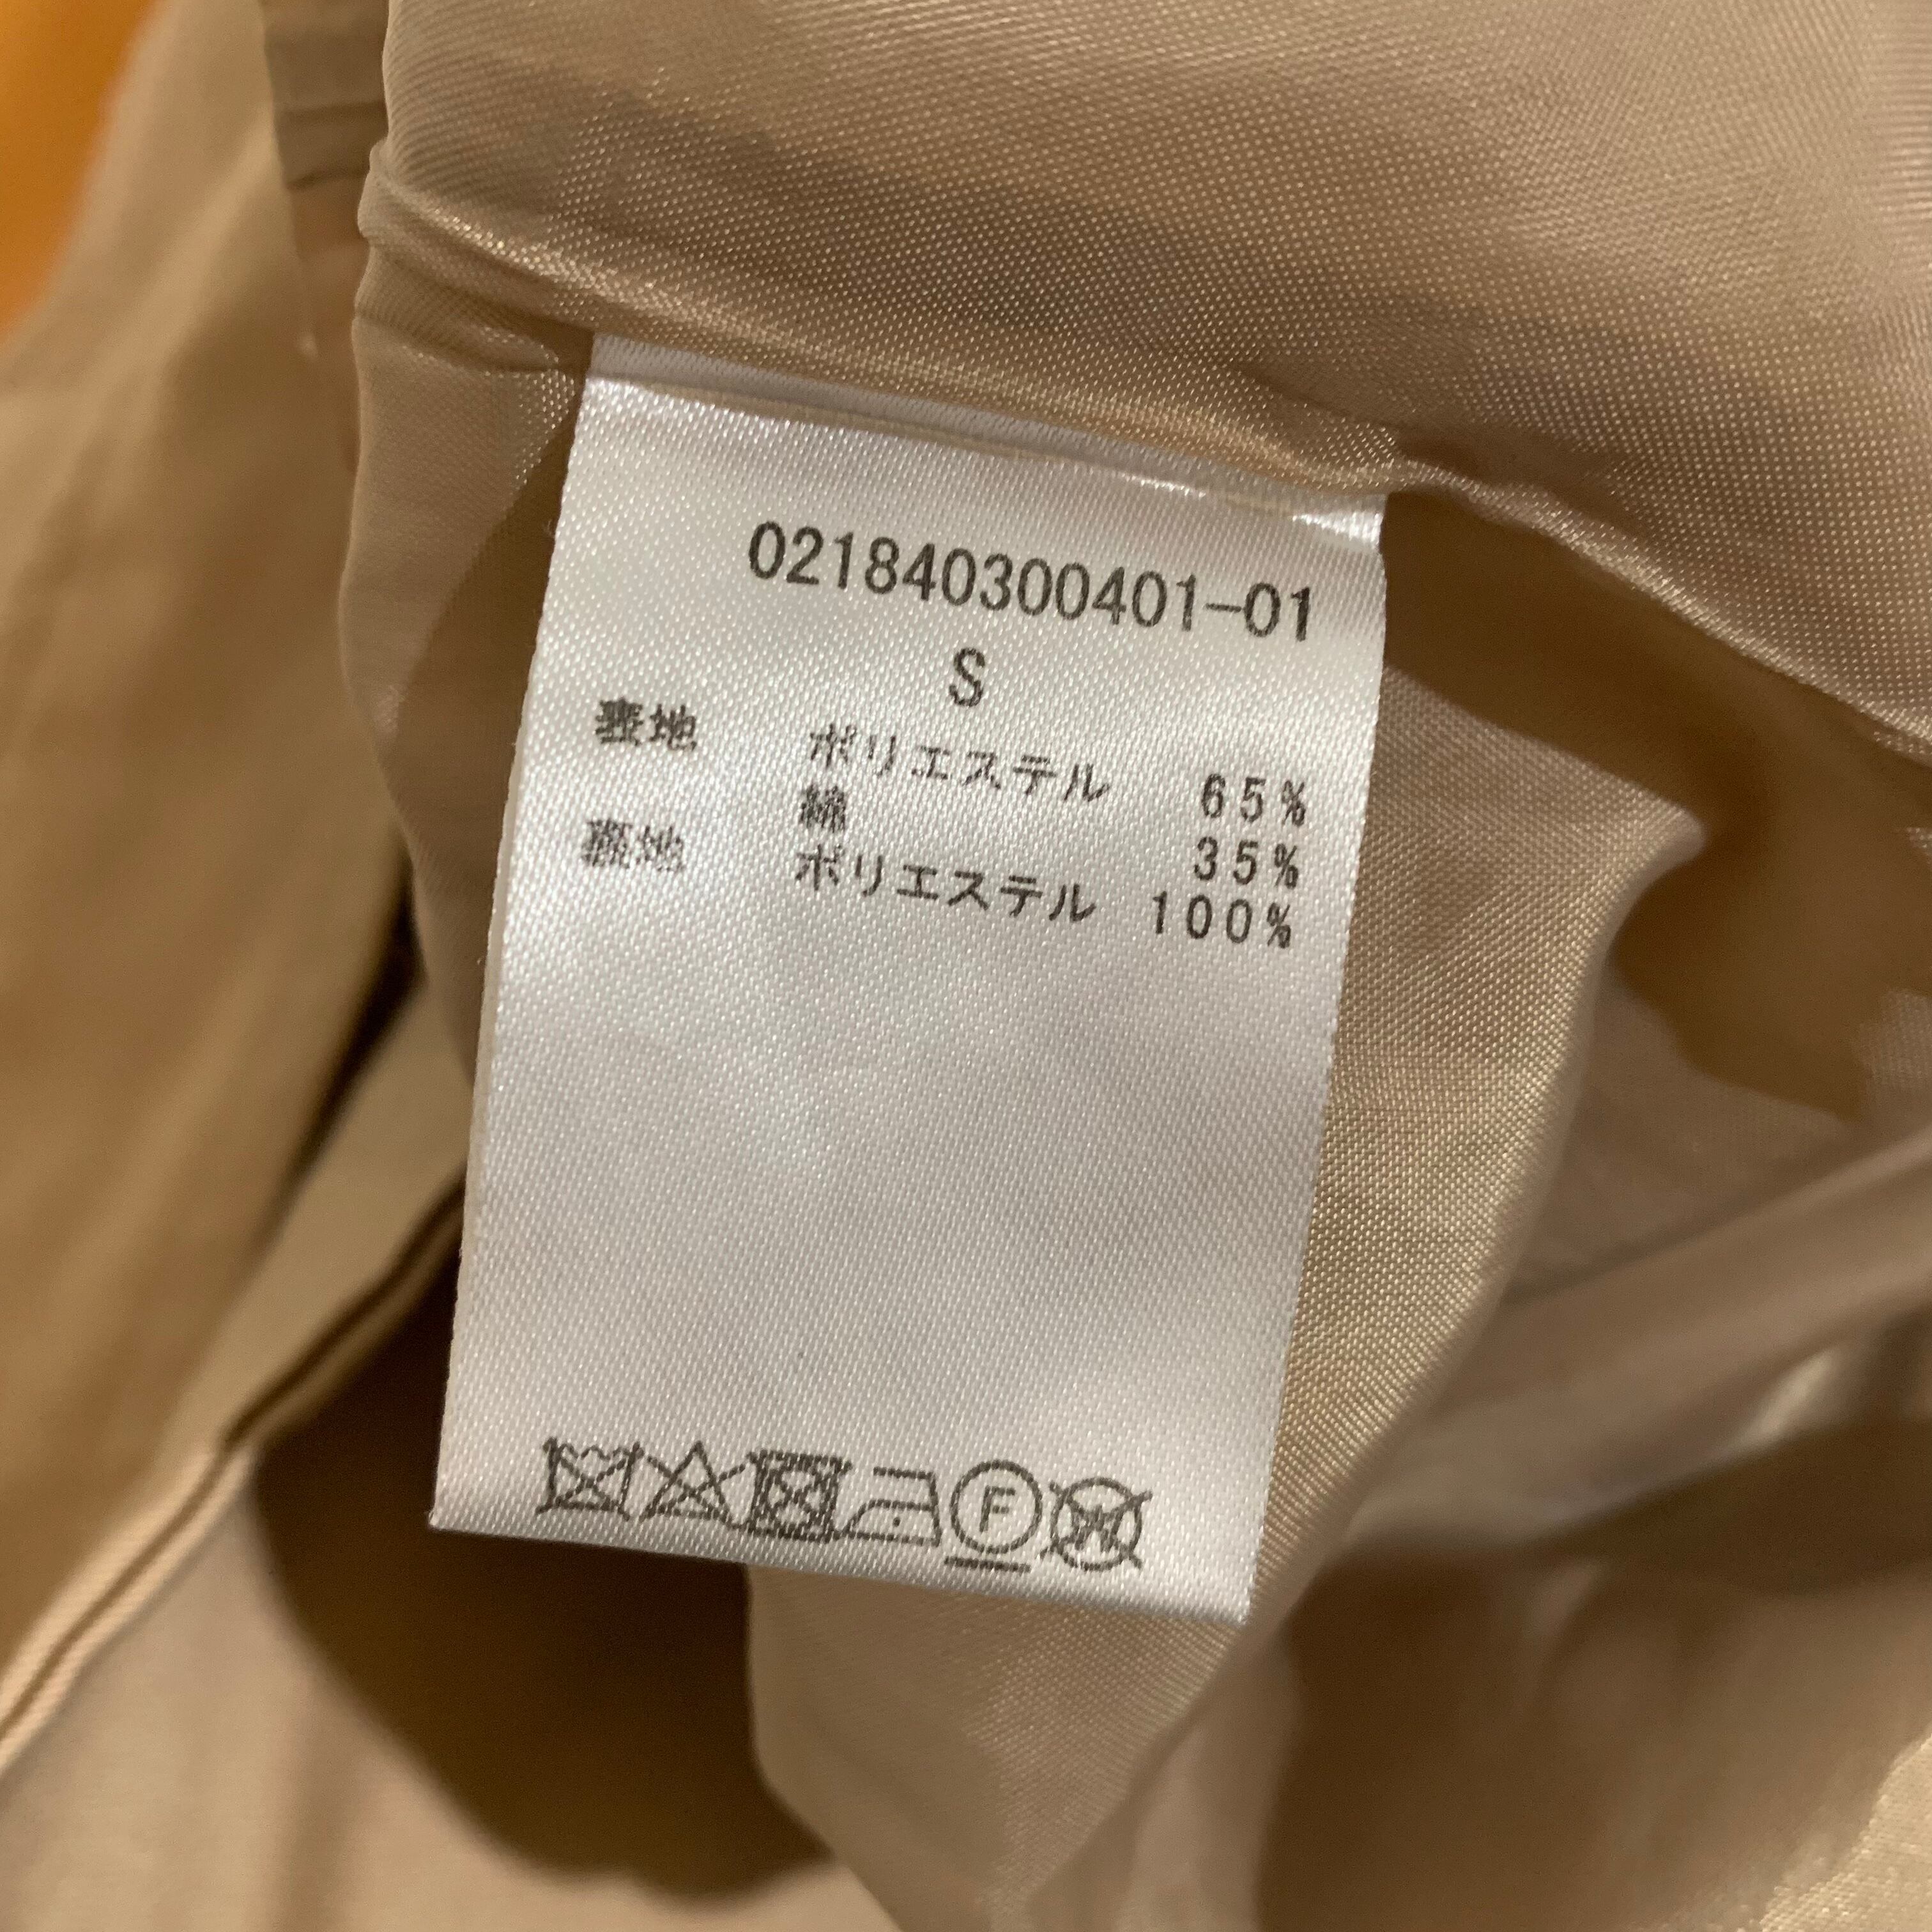 021840300401-01
S
表地 ポリエステル 65%
綿 35%
裏地 ポリエステル 100%
F
W